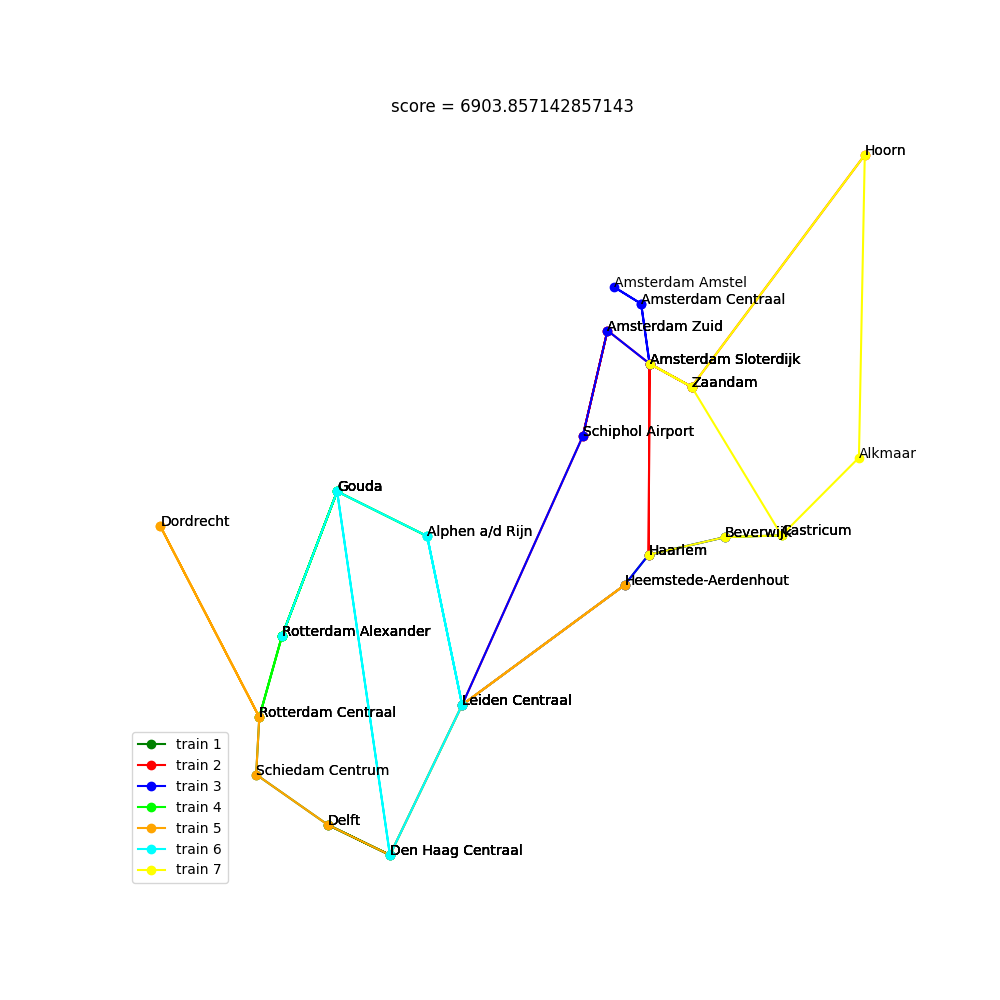 score = 6903.857142857143
Hoorn
Amsterdam Amstel
Amsterdam Centraal
Amsterdam Zuid
Amsterdam Sloterdijk
Zaandam
Schiphol Airport
Alkmaar
Gouda
Dordrecht
Alphen a/d Rijn
Beverwijk
Castricum
Haarlem
Heemstede-Aerdenhout
Rotterdam Alexander
Leiden Centraal
Rotterdam Centraal
Schiedam Centrum
Delft
Den Haag Centraal
train 1
train 2
train 3
train 4
train 5
train 6
train 7